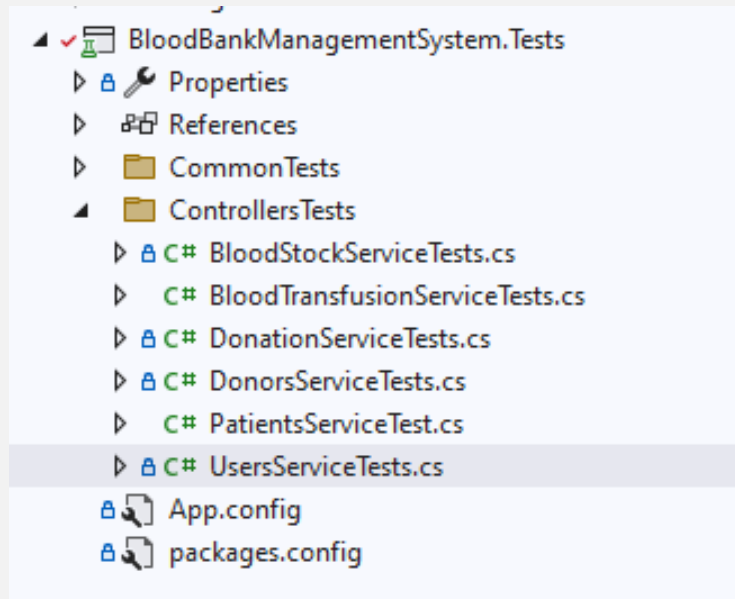 BloodBankManagementSystem.Tests
Properties
References
CommonTests
ControllersTests
C# BloodStockServiceTests.cs
C# BloodTransfusionServiceTests.cs
C# DonationServiceTests.cs
C# DonorsServiceTests.cs
C# PatientsServiceTest.cs
C# UsersServiceTests.cs
App.config
packages.config